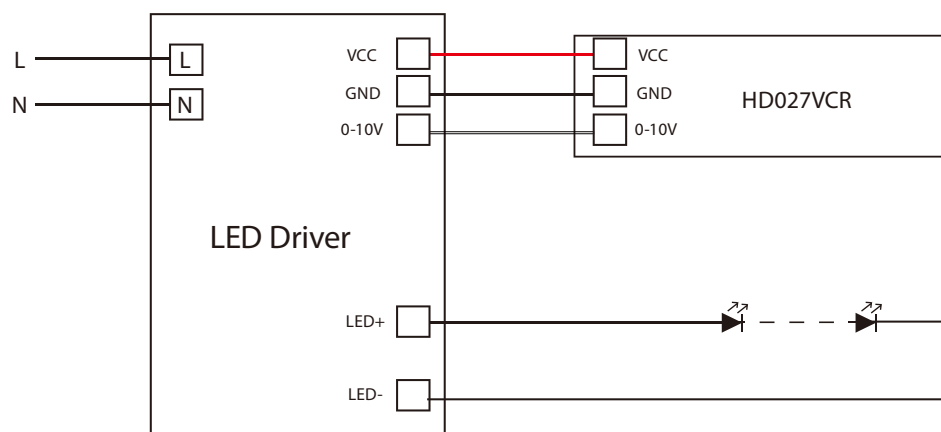 L
L
N
N
VCC
GND
0-10V
LED Driver
LED+
LED-
VCC
GND
0-10V
HD027VCR